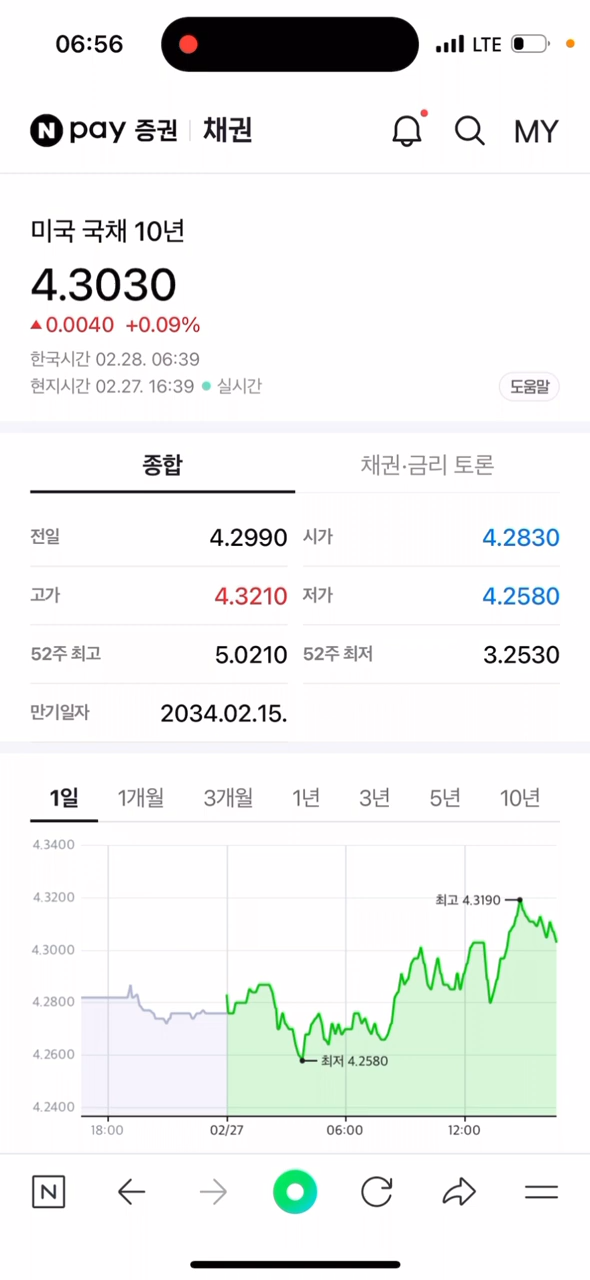 06:56 LTE
N pay 증권 채권 MY
미국 국채 10년
4.3030
▲0.0040 +0.09%
한국시간 02.28. 06:39
현지시간 02.27. 16:39 실시간 도움말
종합 채권·금리 토론
전일 4.2990 시가 4.2830
고가 4.3210 저가 4.2580
52주 최고 5.0210 52주 최저 3.2530
만기일자 2034.02.15.
1일 1개월 3개월 1년 3년 5년 10년
4.3400
4.3200
4.3000
4.2800
4.2600
4.2400
최고 4.3190
최저 4.2580
18:00 02/27 06:00 12:00
N